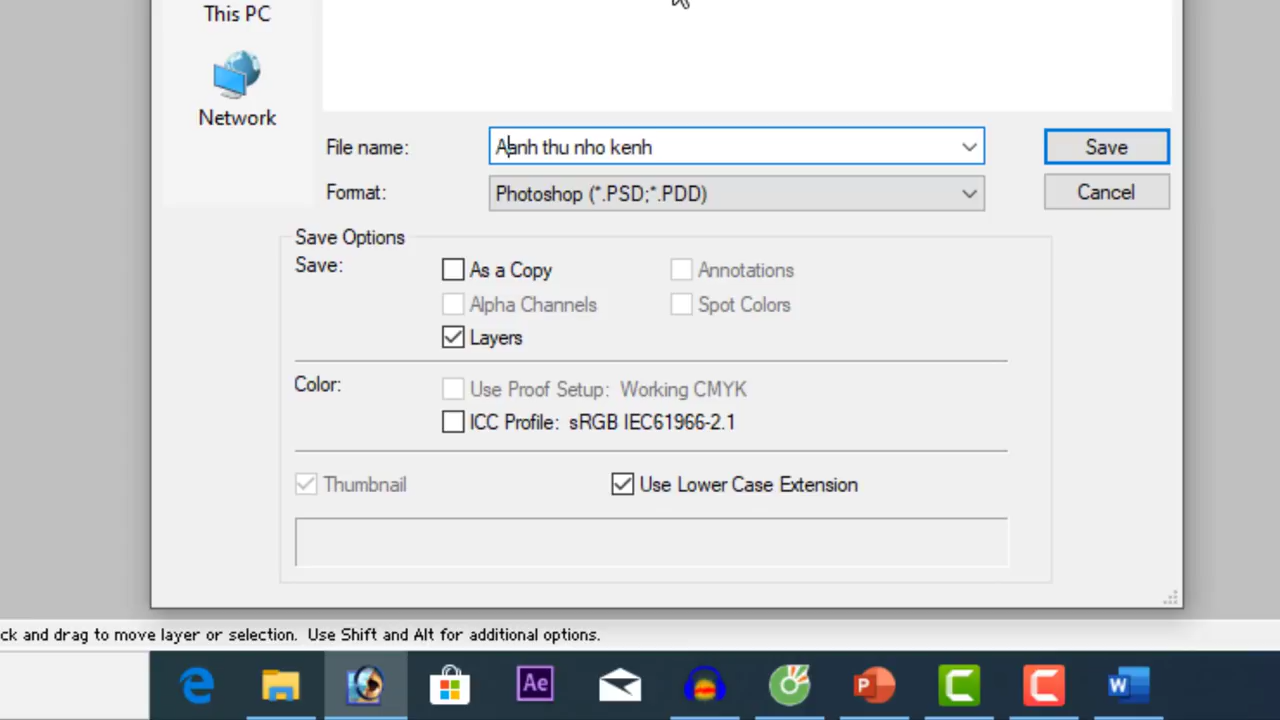 This PC
Network
File name: Aanh thu nho kenh Save
Format: Photoshop (*.PSD;*.PDD) Cancel
Save Options
Save: As a Copy Annotations
Alpha Channels Spot Colors
Layers
Color: Use Proof Setup: Working CMYK
ICC Profile: sRGB IEC61966-2.1
Thumbnail Use Lower Case Extension
ck and drag to move layer or selection. Use Shift and Alt for additional options.
Ae P C C W